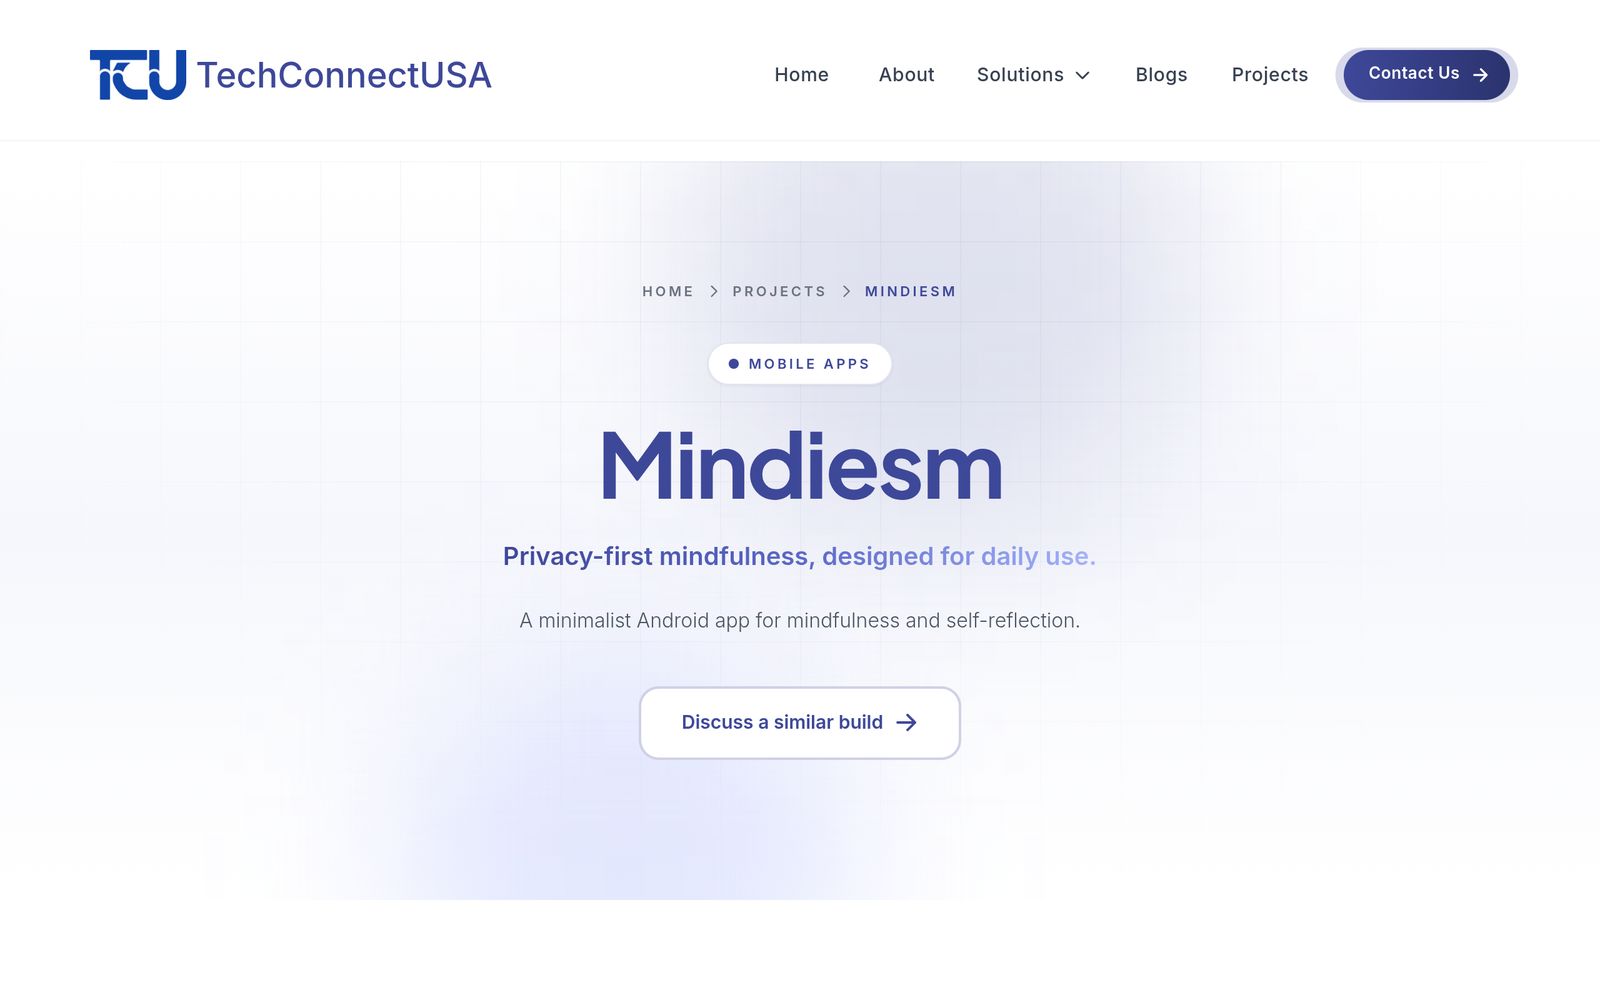 TCU TechConnectUSA
Home About Solutions Blogs Projects Contact Us
HOME PROJECTS MINDIESM
MOBILE APPS
Mindiesm
Privacy-first mindfulness, designed for daily use.
A minimalist Android app for mindfulness and self-reflection.
Discuss a similar build